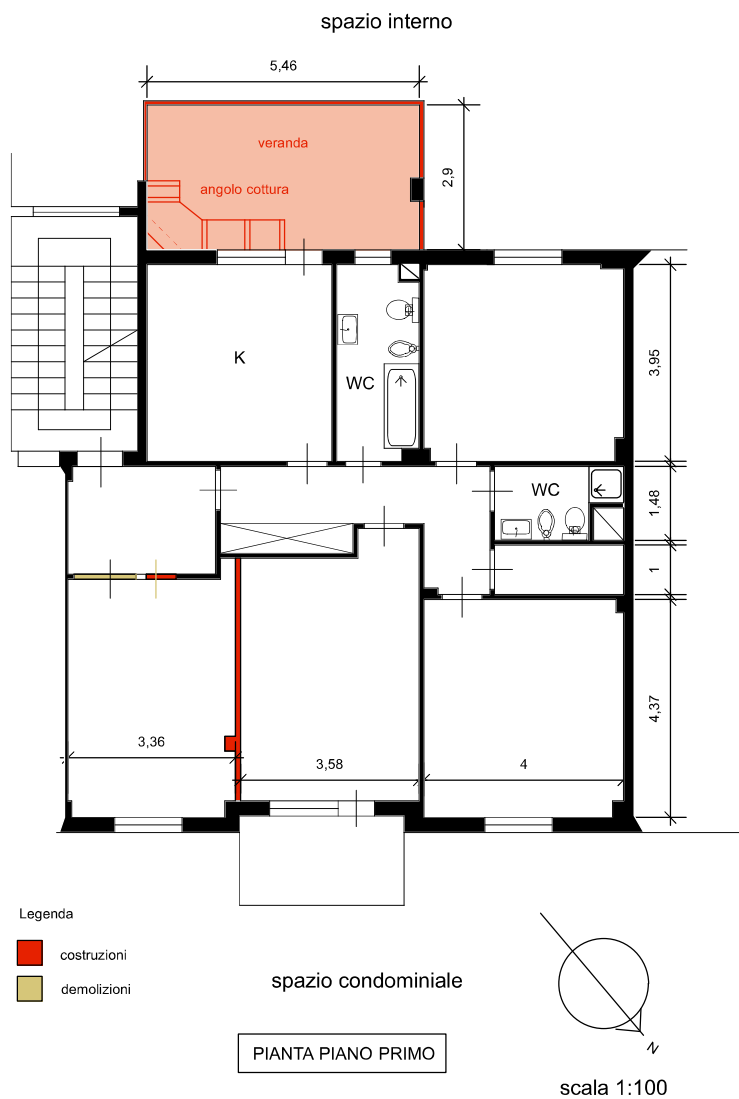 spazio interno
5,46
veranda
2,9
angolo cottura
K
WC
3,95
WC
1,48
1
3,36
3,58
4
4,37
Legenda
costruzioni
demolizioni
spazio condominiale
N
PIANTA PIANO PRIMO
scala 1:100